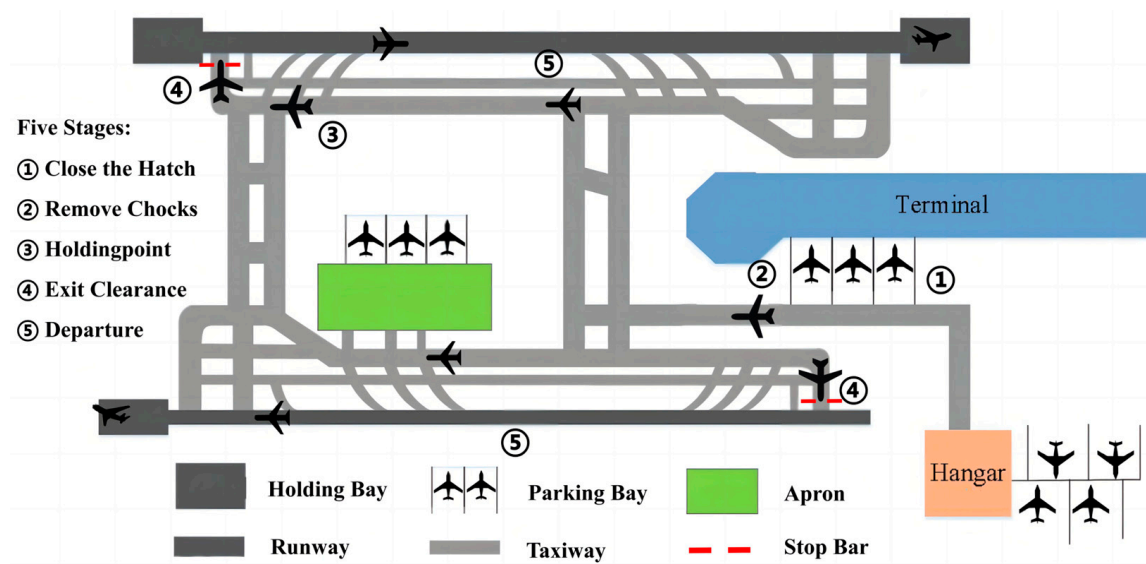 ⑤
④
③
Five Stages:
① Close the Hatch
② Remove Chocks
③ Holdingpoint
④ Exit Clearance
⑤ Departure
Terminal
②
①
④
⑤
Hangar
Holding Bay
Parking Bay
Apron
Runway
Taxiway
Stop Bar